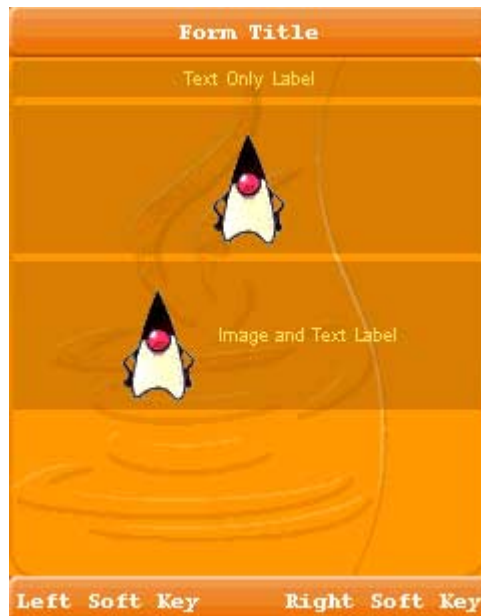 Form Title
Text Only Label
Image and Text Label
Left Soft Key Right Soft Key